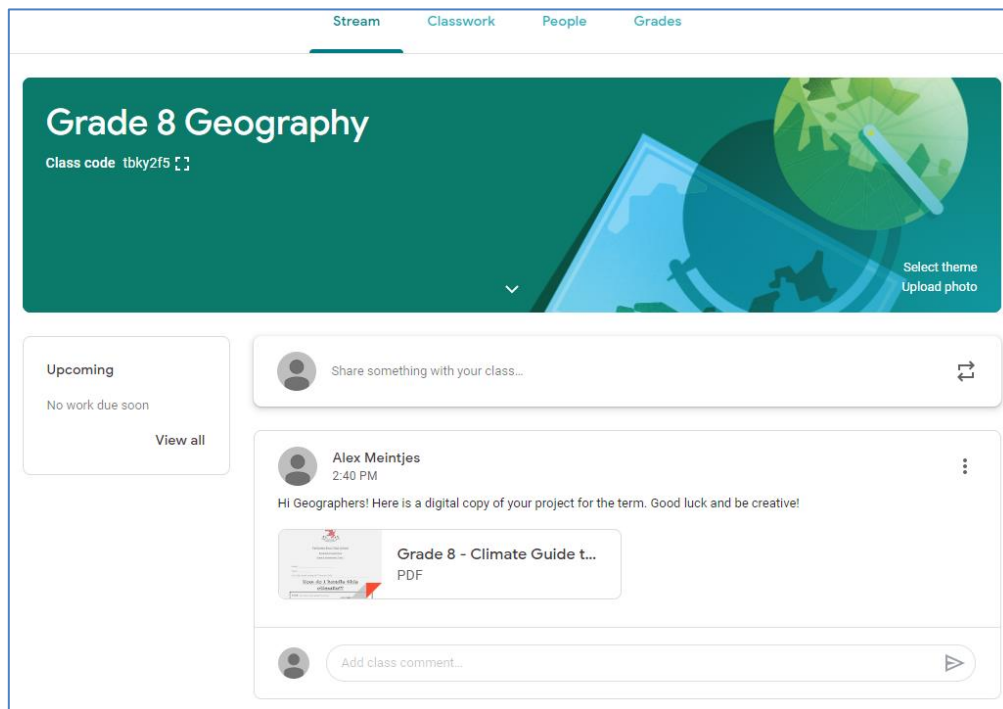 Stream Classwork People Grades
Grade 8 Geography
Class code tbky2f5
Select theme
Upload photo
Upcoming
No work due soon
View all
Share something with your class...
Alex Meintjes
2:40 PM
Hi Geographers! Here is a digital copy of your project for the term. Good luck and be creative!
Grade 8 - Climate Guide t...
PDF
Add class comment...